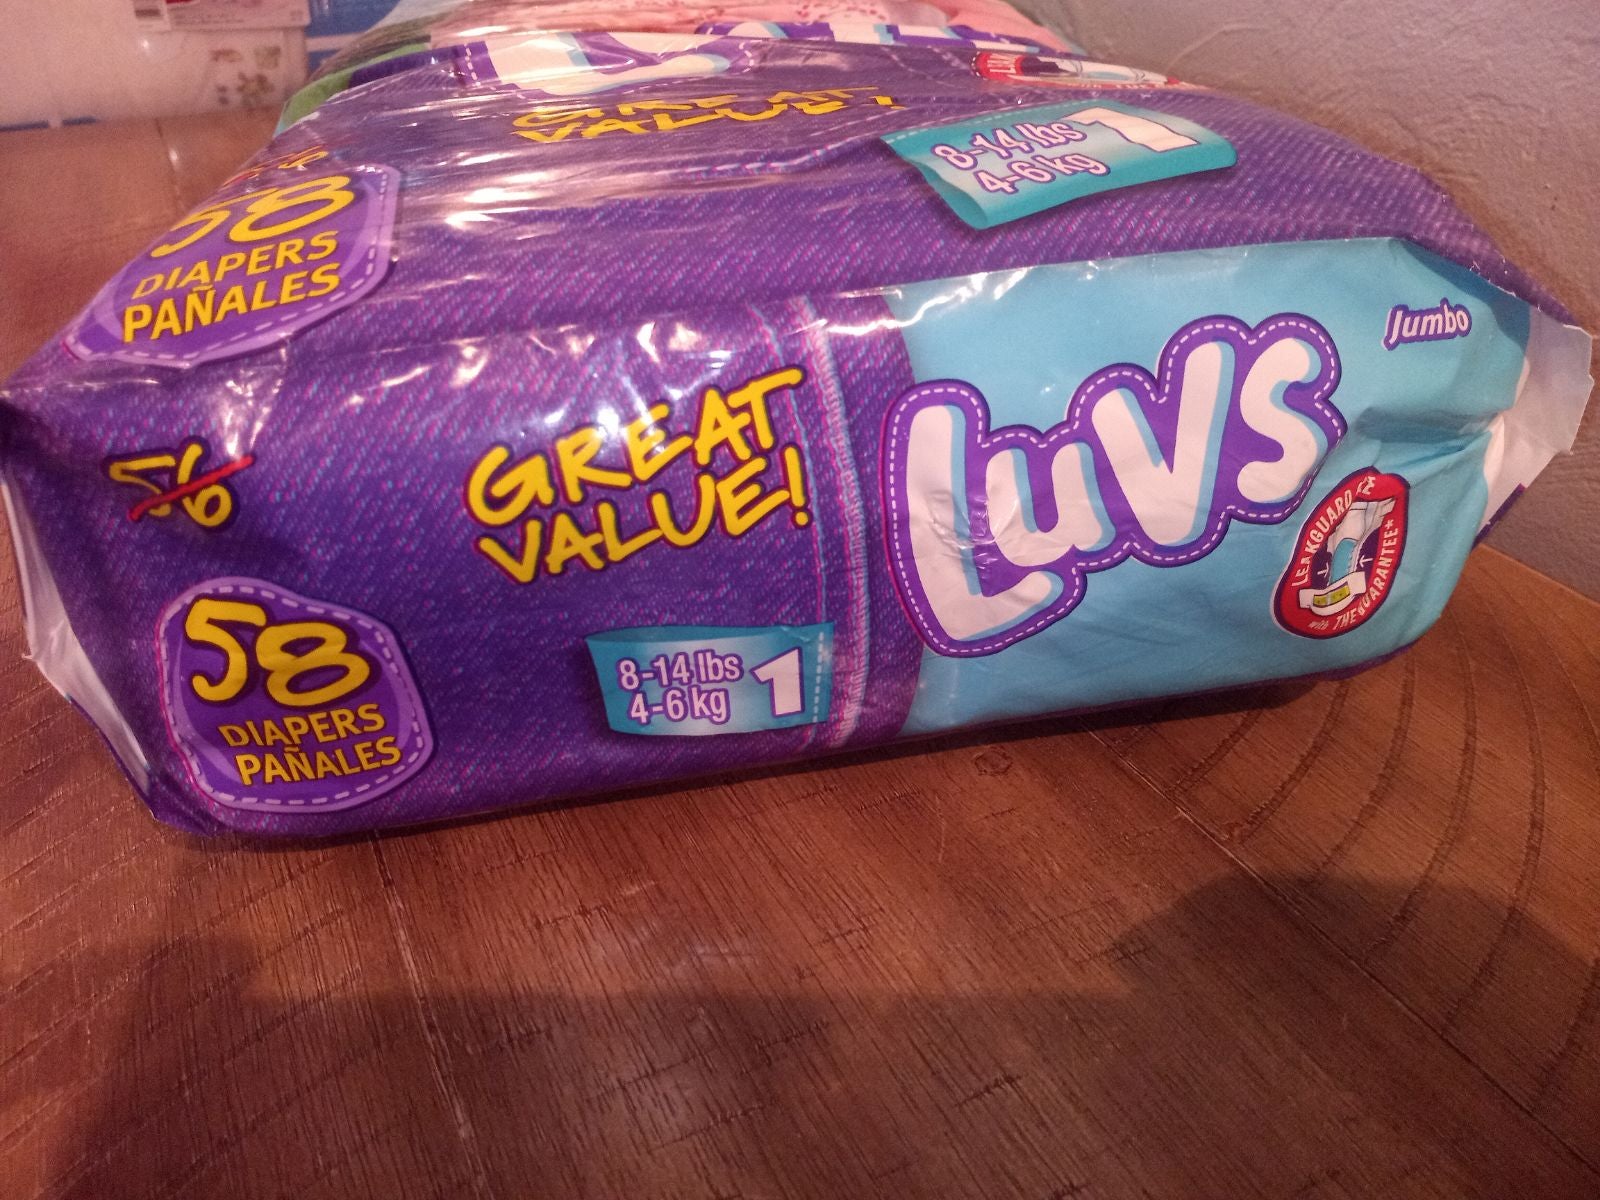 GREAT
VALUE!
8-14 lbs
4-6 kg
1
58
DIAPERS
PAÑALES
Jumbo
Luvs
56
GREAT
VALUE!
LEAKGUARD
with THE GUARANTEE*
58
DIAPERS
PAÑALES
8-14 lbs
4-6 kg
1